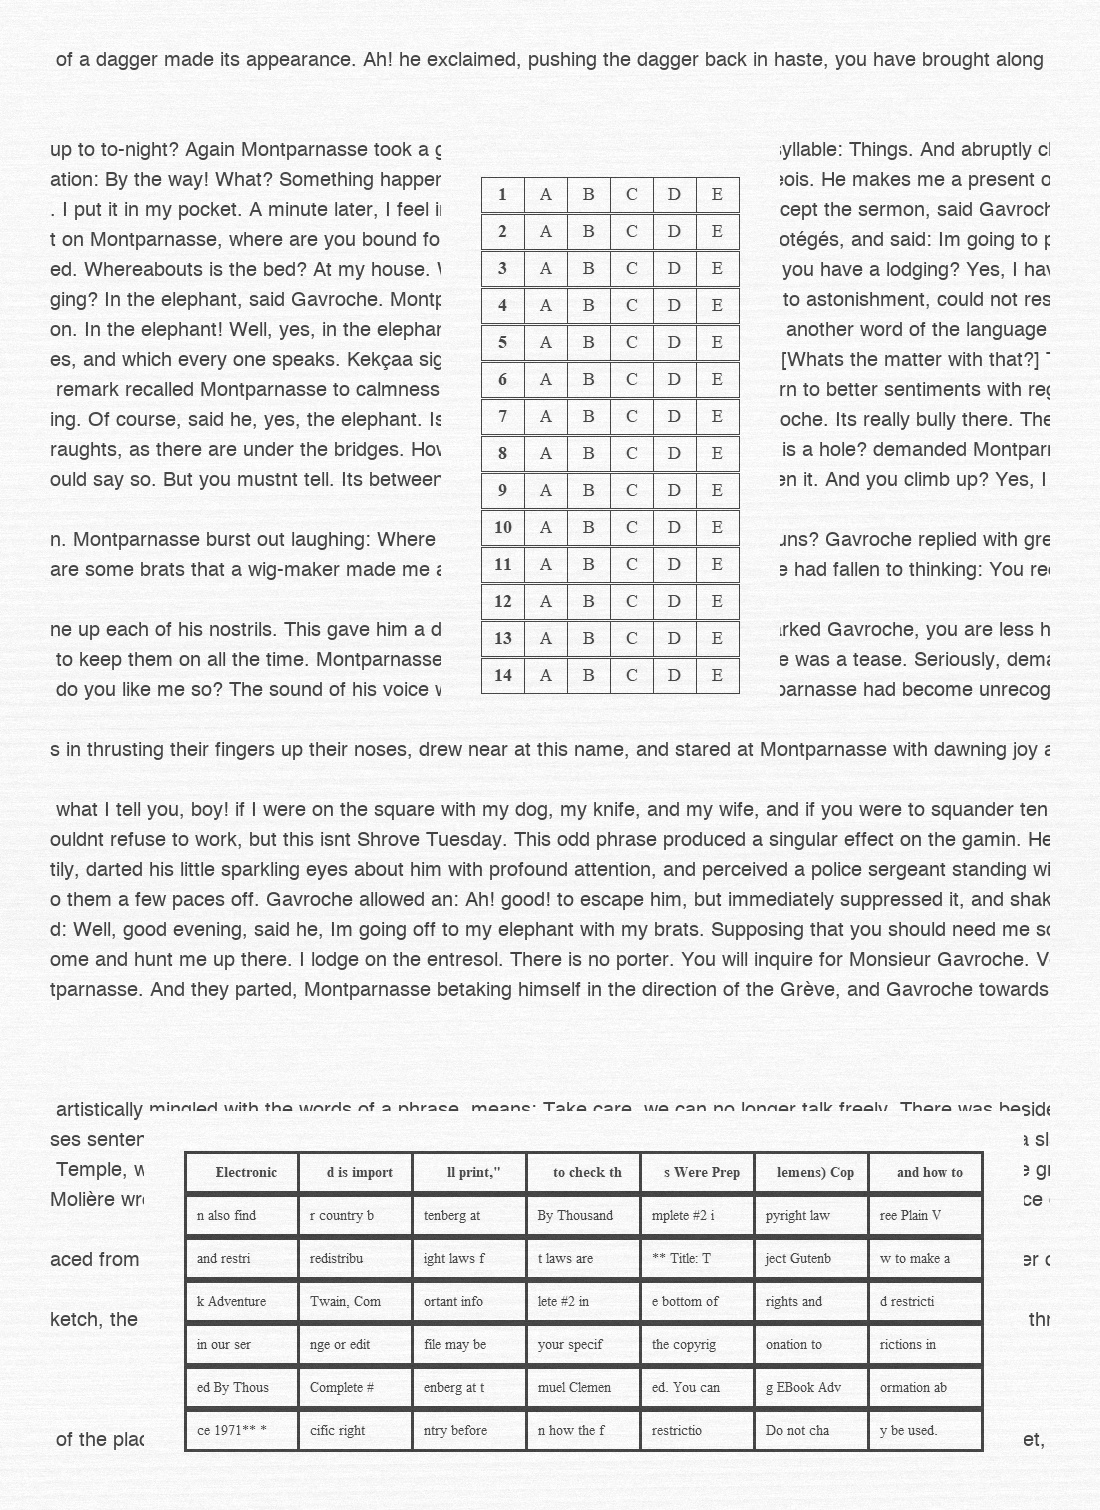 of a dagger made its appearance. Ah! he exclaimed, pushing the dagger back in haste, you have brought along
up to to-night? Again Montparnasse took a
ation: By the way! What? Something happen
. I put it in my pocket. A minute later, I feel
t on Montparnasse, where are you bound fo
ed. Whereabouts is the bed? At my house.
ging? In the elephant, said Gavroche. Montp
on. In the elephant! Well, yes, in the elephan
es, and which every one speaks. Kekçaa sig
remark recalled Montparnasse to calmness
ing. Of course, said he, yes, the elephant. Is
raughts, as there are under the bridges. How
ould say so. But you mustnt tell. Its between
n. Montparnasse burst out laughing: Where
are some brats that a wig-maker made me a
ne up each of his nostrils. This gave him a d
to keep them on all the time. Montparnasse
do you like me so? The sound of his voice
1 A B C D E
2 A B C D E
3 A B C D E
4 A B C D E
5 A B C D E
6 A B C D E
7 A B C D E
8 A B C D E
9 A B C D E
10 A B C D E
11 A B C D E
12 A B C D E
13 A B C D E
14 A B C D E
syllable: Things. And abruptly
eois. He makes me a present o
cept the sermon, said Gavroch
otégés, and said: Im going to p
you have a lodging? Yes, I hav
to astonishment, could not res
another word of the language
[Whats the matter with that?]
rn to better sentiments with reg
oche. Its really bully there. The
is a hole? demanded Montparn
en it. And you climb up? Yes, I
uns? Gavroche replied with gre
e had fallen to thinking: You rec
arked Gavroche, you are less h
e was a tease. Seriously, dema
parnasse had become unrecog
s in thrusting their fingers up their noses, drew near at this name, and stared at Montparnasse with dawning joy a
what I tell you, boy! if I were on the square with my dog, my knife, and my wife, and if you were to squander ten
ouldnt refuse to work, but this isnt Shrove Tuesday. This odd phrase produced a singular effect on the gamin. He
tily, darted his little sparkling eyes about him with profound attention, and perceived a police sergeant standing wi
o them a few paces off. Gavroche allowed an: Ah! good! to escape him, but immediately suppressed it, and shak
d: Well, good evening, said he, Im going off to my elephant with my brats. Supposing that you should need me so
ome and hunt me up there. I lodge on the entresol. There is no porter. You will inquire for Monsieur Gavroche. V
tparnasse. And they parted, Montparnasse betaking himself in the direction of the Grève, and Gavroche towards
artistically mingled with the words of a phrase, means: Take care, we can no longer talk freely. There was beside
ses senten
Temple, w
Molière wro
aced from
ketch, the
of the plac
Electronic d is import ll print," to check th s Were Prep lemens) Cop and how to
n also find r country b tenberg at By Thousand mplete #2 i pyright law ree Plain V
and restri redistribu ight laws f t laws are ** Title: T ject Gutenb w to make a
k Adventure Twain, Com ortant info lete #2 in e bottom of rights and d restricti
in our ser nge or edit file may be your specif the copyrig onation to rictions in
ed By Thous Complete # enberg at t muel Clemen ed. You can g EBook Adv ormation ab
ce 1971** * cific right ntry before n how the f restrictio Do not cha y be used.
a sl
e gr
ce
er
thr
et,